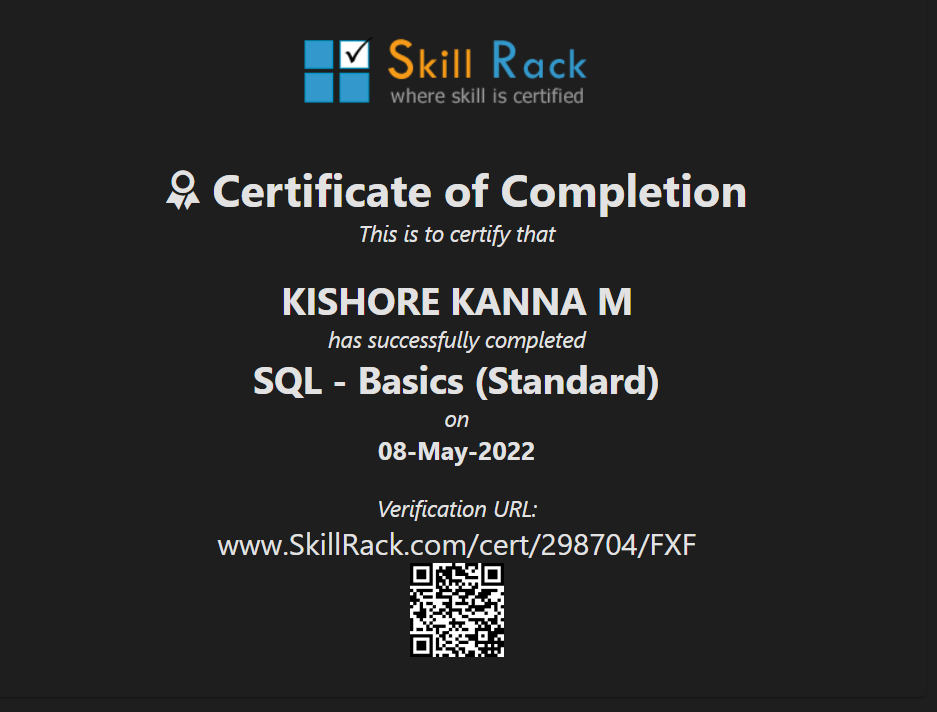 Skill Rack
where skill is certified
Certificate of Completion
This is to certify that
KISHORE KANNA M
has successfully completed
SQL - Basics (Standard)
on
08-May-2022
Verification URL:
www.SkillRack.com/cert/298704/FXF